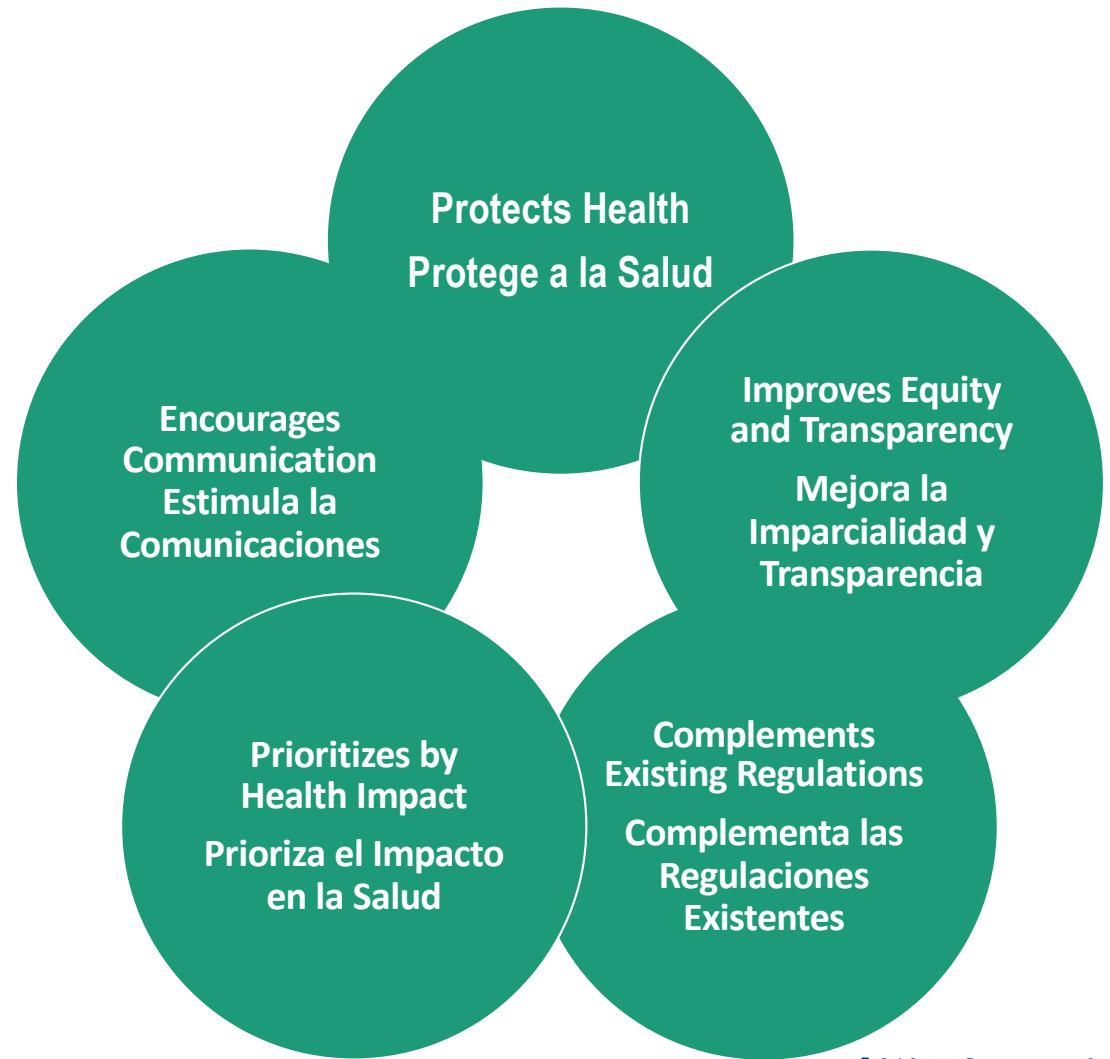 Protects Health
Protege a la Salud
Improves Equity
and Transparency
Mejora la
Imparcialidad y
Transparencia
Complements
Existing Regulations
Complementa las
Regulaciones
Existentes
Prioritizes by
Health Impact
Prioriza el Impacto
en la Salud
Encourages
Communication
Estimula la
Comunicaciones